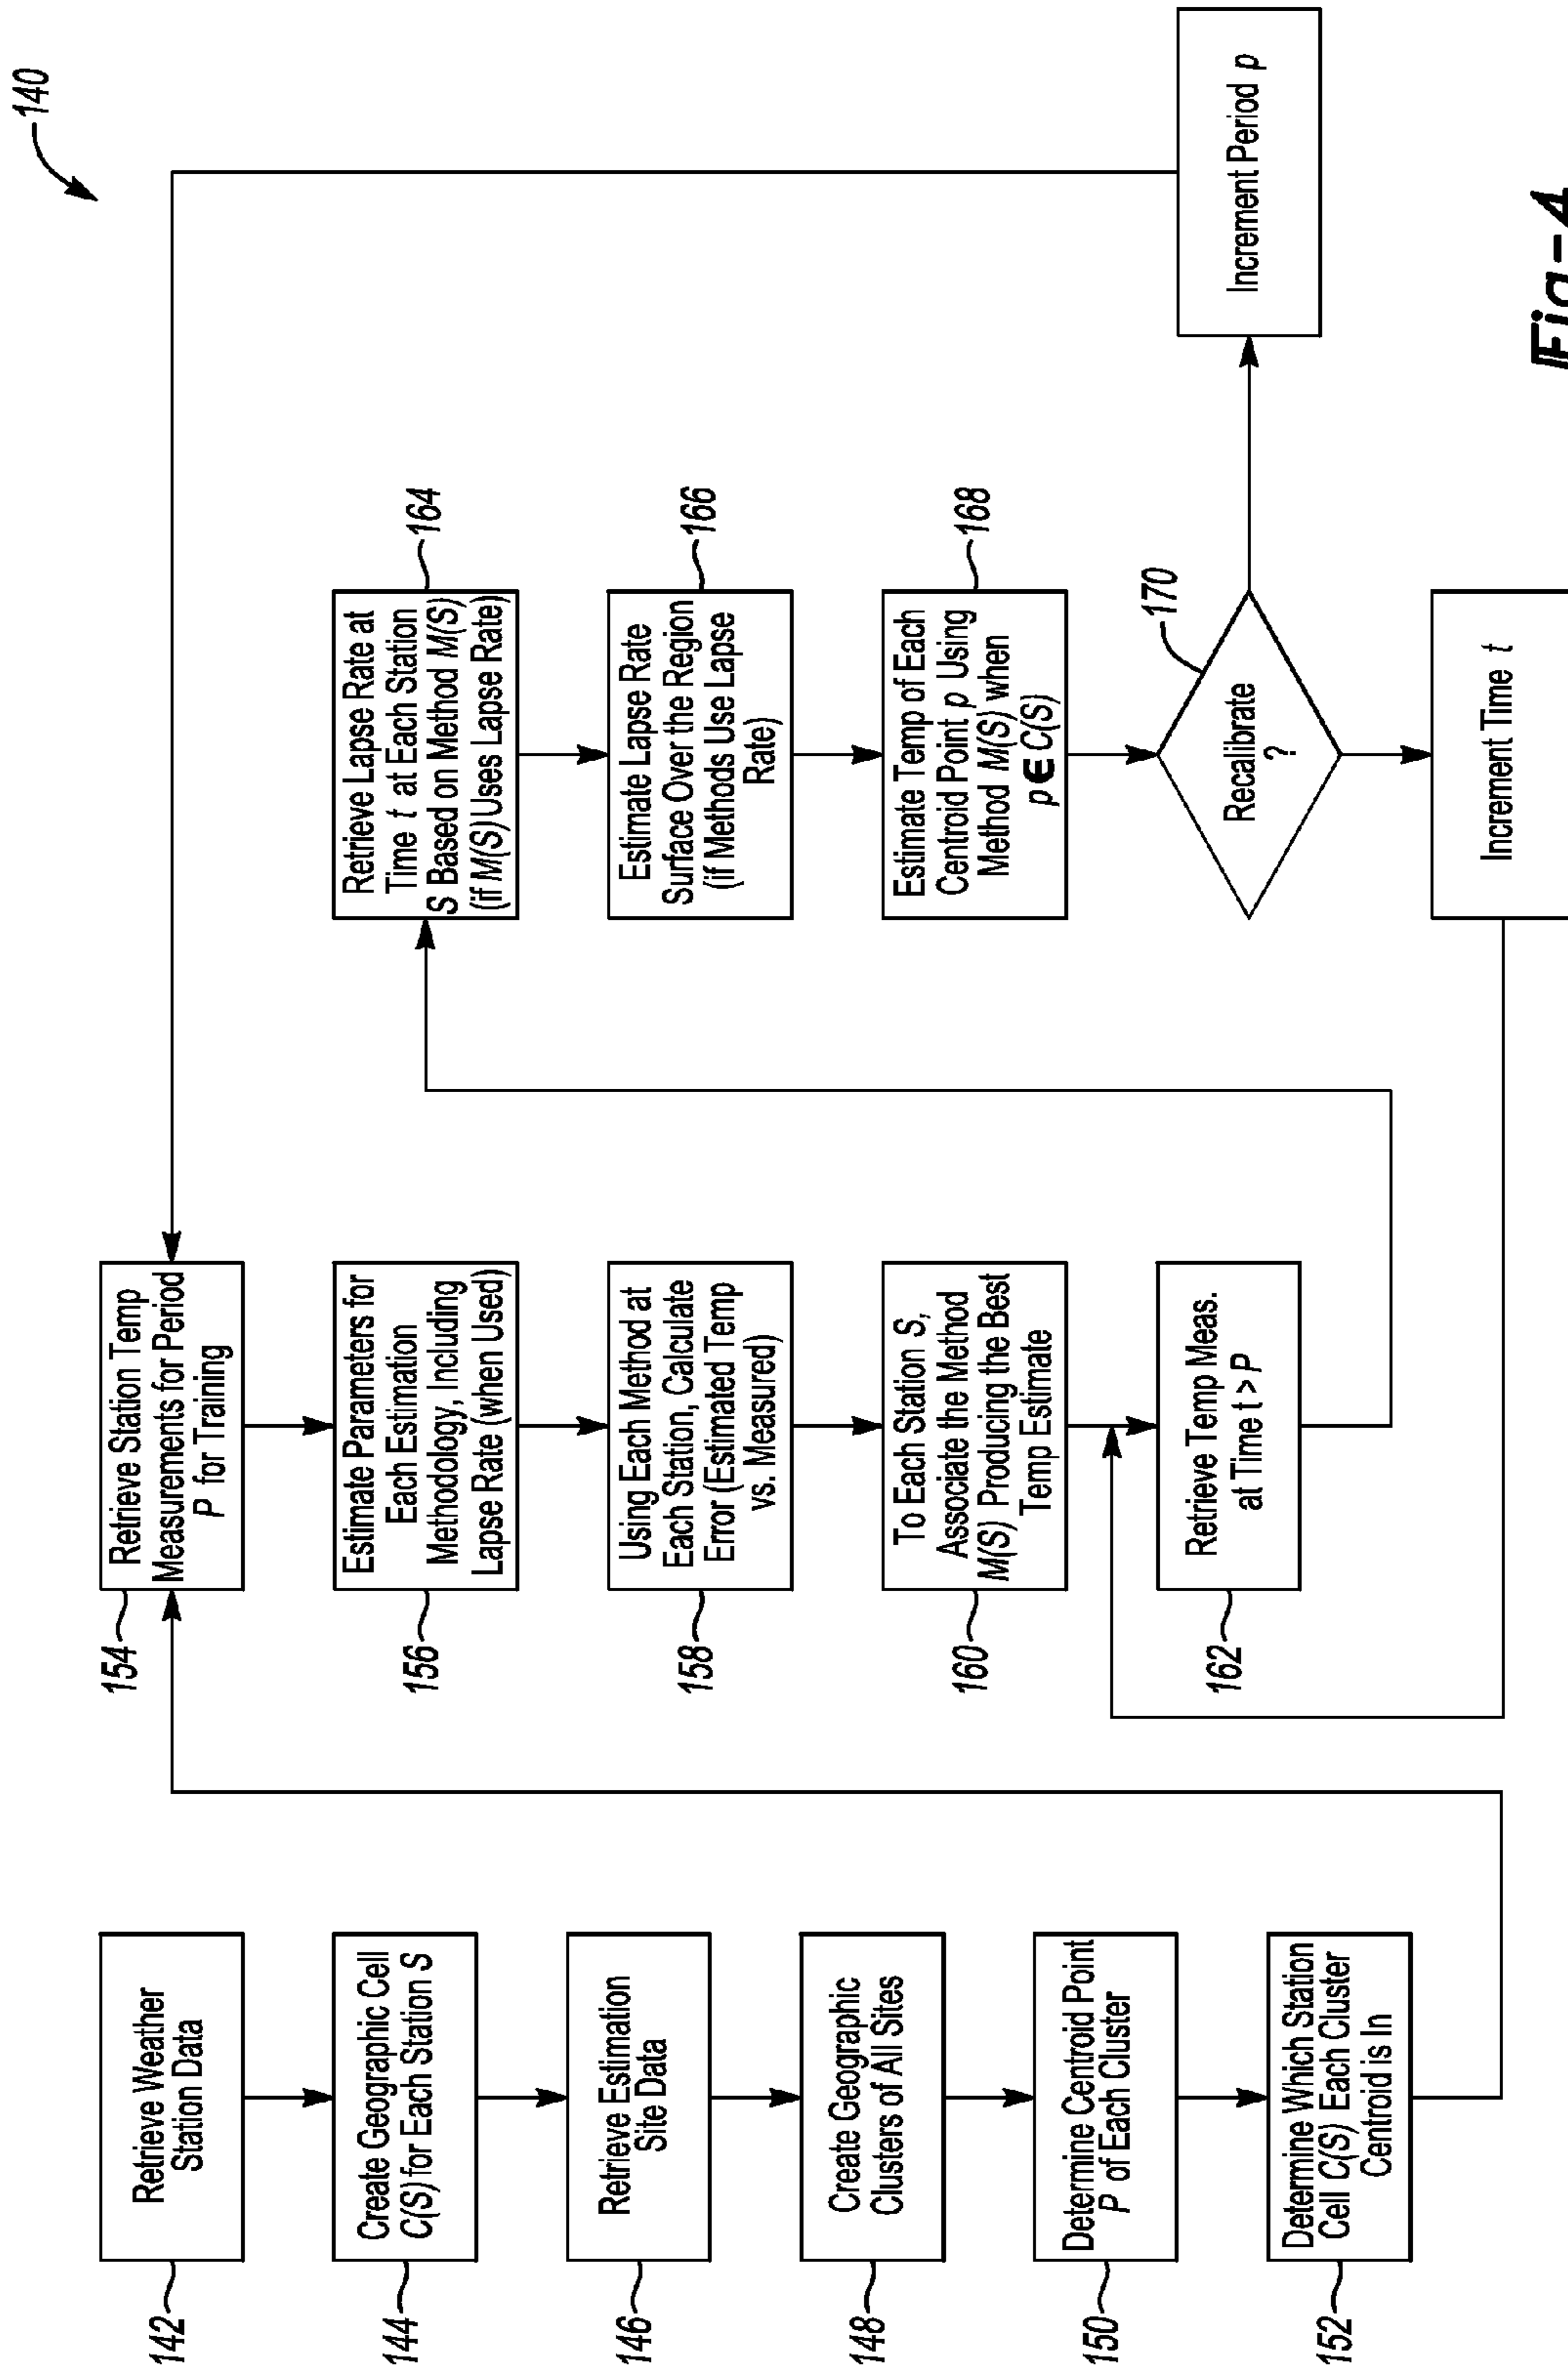 140
142
Retrieve Weather
Station Data
144
Create Geographic Cell
C(S) for Each Station S
146
Retrieve Estimation
Site Data
148
Create Geographic
Clusters of All Sites
150
Determine Centroid Point
P of Each Cluster
152
Determine Which Station
Cell C(S) Each Cluster
Centroid is In
154
Retrieve Station Temp
Measurements for Period
P for Training
156
Estimate Parameters for
Each Estimation
Methodology, Including
Lapse Rate (when Used)
158
Using Each Method at
Each Station, Calculate
Error (Estimated Temp
vs. Measured)
160
To Each Station S,
Associate the Method
M(S) Producing the Best
Temp Estimate
162
Retrieve Temp Meas.
at Time t > P
164
Retrieve Lapse Rate at
Time t at Each Station
S Based on Method M(S)
(if M(S) Uses Lapse Rate)
166
Estimate Lapse Rate
Surface Over the Region
(if Methods Use Lapse
Rate)
168
Estimate Temp of Each
Centroid Point p Using
Method M(S) when
p ∈ C(S)
170
Recalibrate
?
Increment Period p
Increment Time t
Fig-4